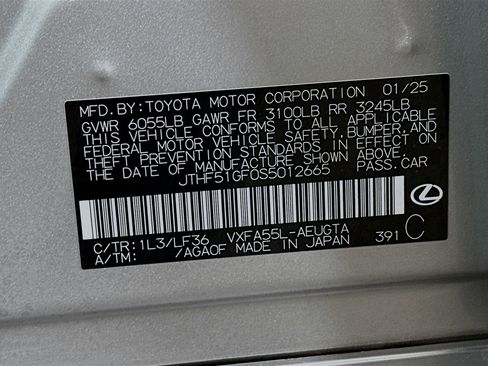 MFD. BY: TOYOTA MOTOR CORPORATION 01/25
GVWR 6055LB GAWR FR 3100LB RR 3245LB
THIS VEHICLE CONFORMS TO ALL APPLICABLE
FEDERAL MOTOR VEHICLE SAFETY, BUMPER, AND
THEFT PREVENTION STANDARDS IN EFFECT ON
THE DATE OF MANUFACTURE SHOWN ABOVE.
JTHF51GF0S5012665 PASS. CAR
C/TR: 1L3/LF36 VXFA55L-AEUGTA
A/TM: /AGAOF MADE IN JAPAN 391 C